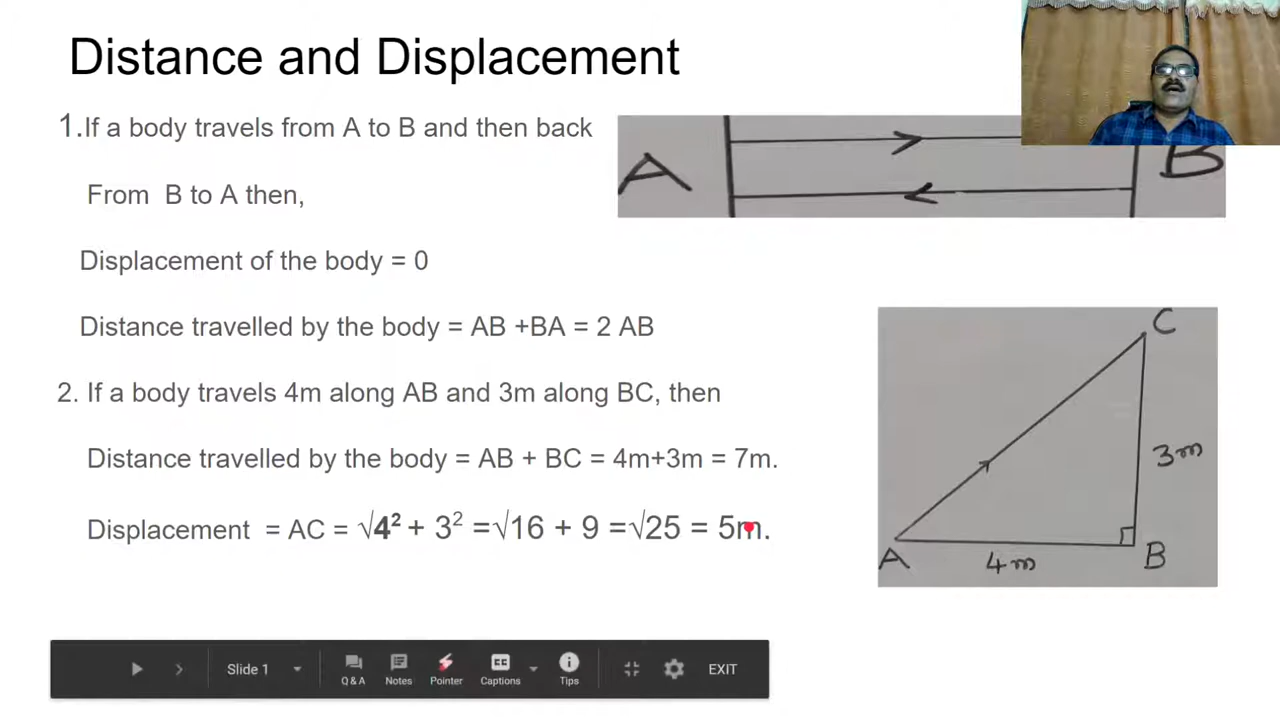 Distance and Displacement
1.If a body travels from A to B and then back
From B to A then,
A
B
Displacement of the body = 0
Distance travelled by the body = AB +BA = 2 AB
2. If a body travels 4m along AB and 3m along BC, then
Distance travelled by the body = AB + BC = 4m+3m = 7m.
Displacement = AC = √4² + 3² =√16 + 9 =√25 = 5m.
C
3m
A
4m
B
Slide 1
Q & A
Notes
Pointer
CC
Captions
Tips
EXIT